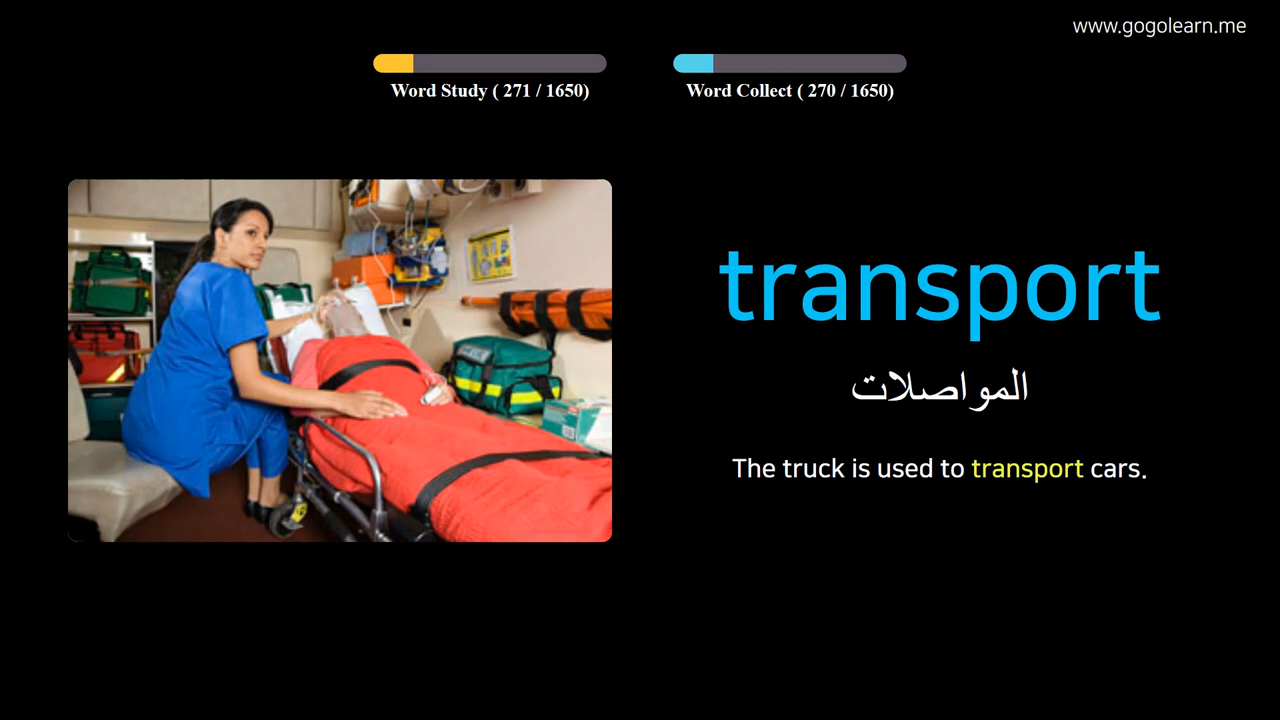 www.gogolearn.me
Word Study ( 271 / 1650)
Word Collect ( 270 / 1650)
transport
المواصلات
The truck is used to transport cars.